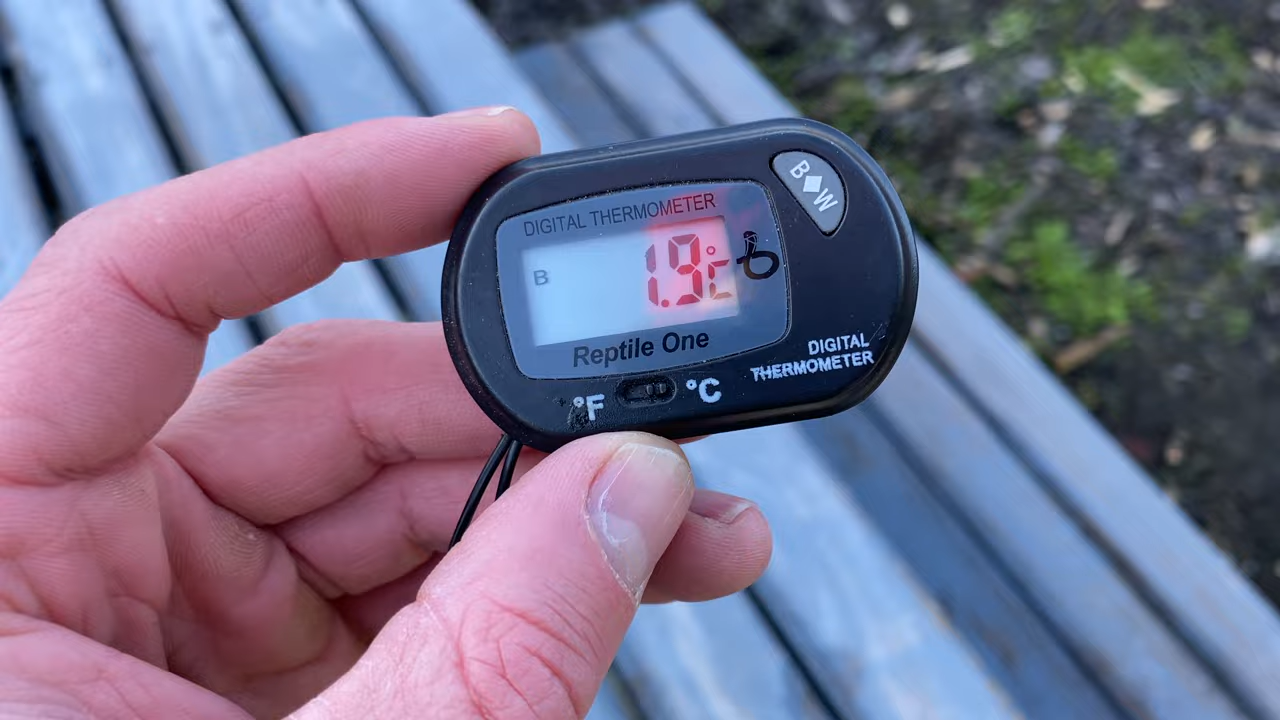 B◆W
DIGITAL THERMOMETER
B
1.9°C
Reptile One
DIGITAL
THERMOMETER
°F °C